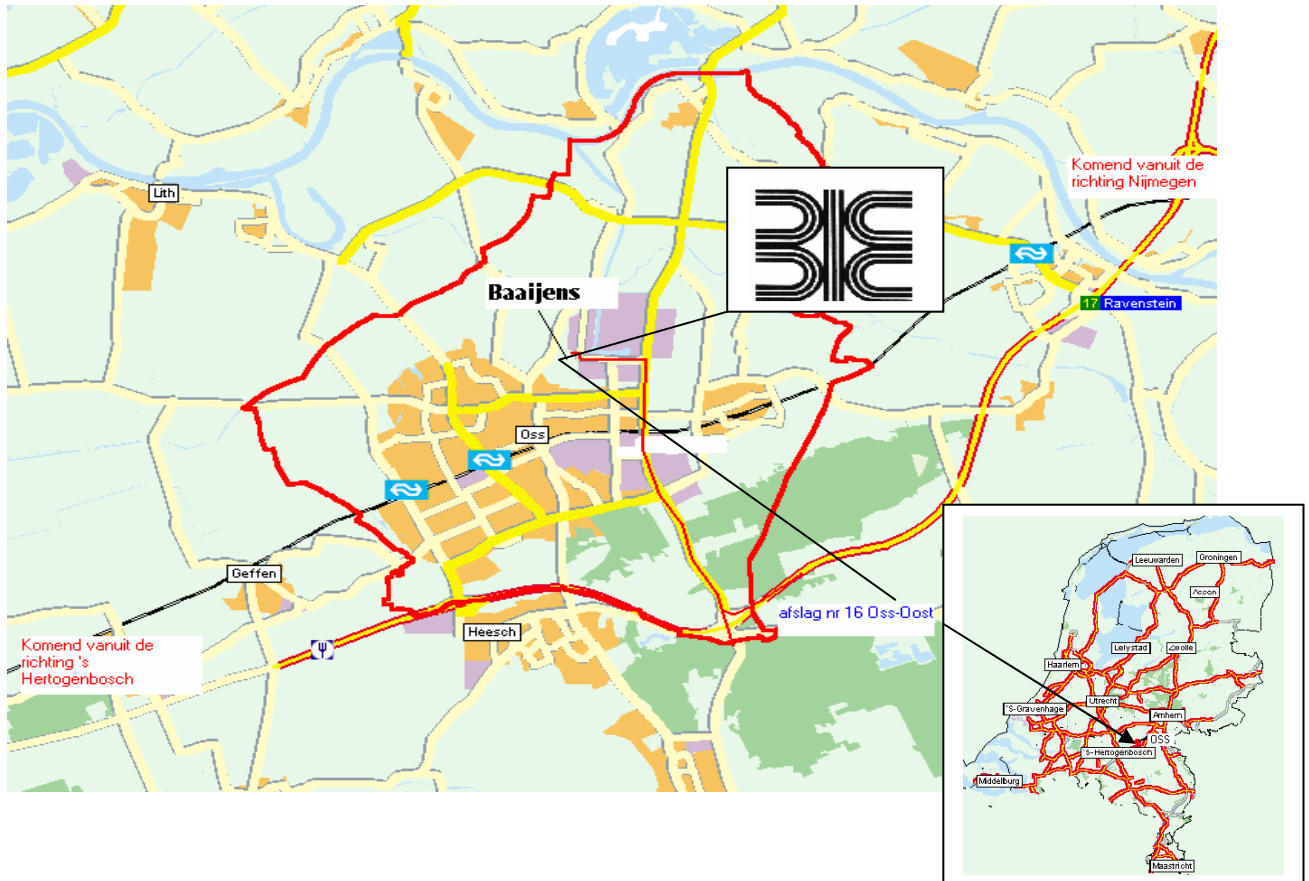 Komend vanuit de
richting Nijmegen
Lith
17 Ravenstein
Baaijens
Oss
Geffen
afslag nr 16 Oss-Oost
Heesch
Komend vanuit de
richting 's
Hertogenbosch
Leeuwarden
Groningen
Assen
Lelystad
Zwolle
Haarlem
Utrecht
'S-Gravenhage
Arnhem
OSS
'S-Hertogenbosch
Middelburg
Maastricht